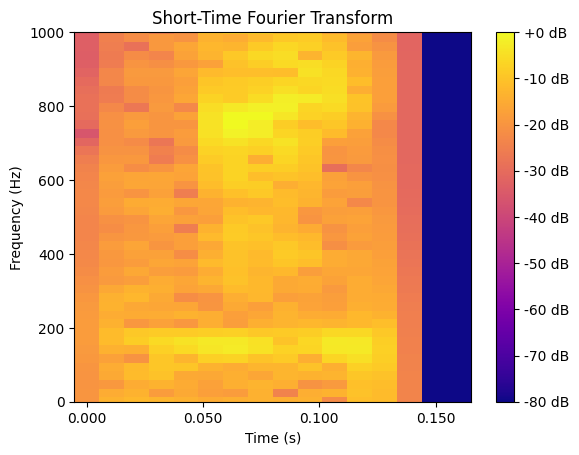 Short-Time Fourier Transform
1000
800
600
400
200
0
Frequency (Hz)
0.000
0.050
0.100
0.150
Time (s)
+0 dB
-10 dB
-20 dB
-30 dB
-40 dB
-50 dB
-60 dB
-70 dB
-80 dB